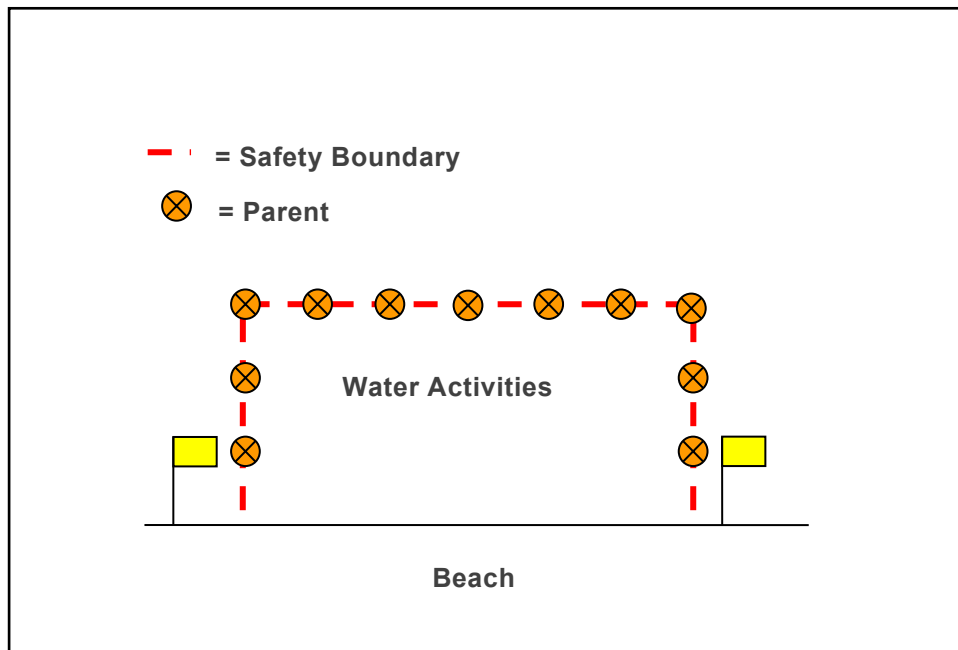 = Safety Boundary
= Parent
Water Activities
Beach